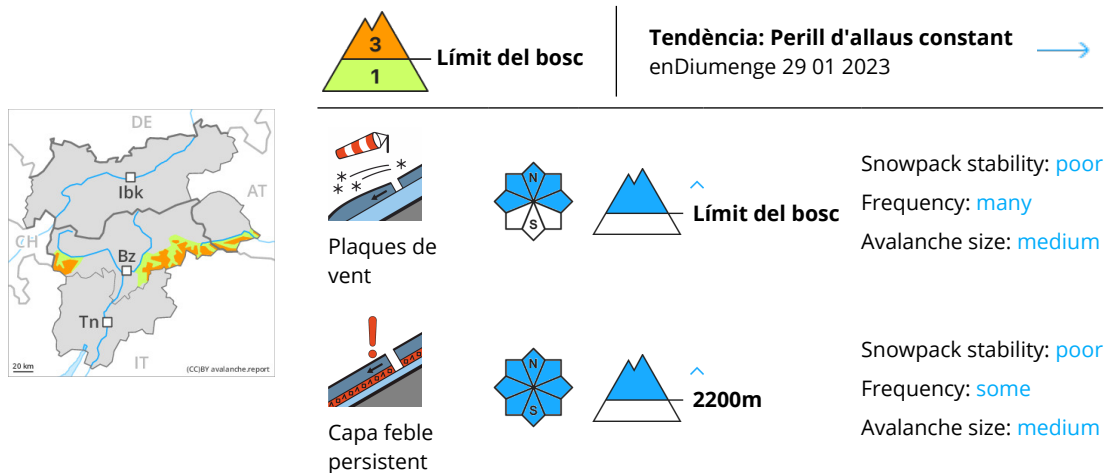 3
1
Límit del bosc
Tendència: Perill d'allaus constant
enDiumenge 29 01 2023
DE
Ibk
AT
CH
Bz
Tn
IT
20 km
(CC)BY avalanche.report
Plaques de
vent
N
S
Límit del bosc
Snowpack stability: poor
Frequency: many
Avalanche size: medium
Capa feble
persistent
N
S
2200m
Snowpack stability: poor
Frequency: some
Avalanche size: medium